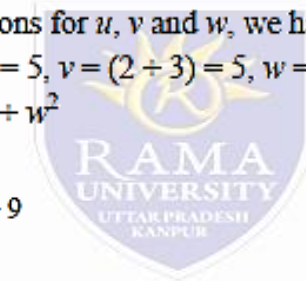 ons for u, v and w, we h
= 5, v = (2 + 3) = 5, w =
+ w²
RAMA
UNIVERSITY
UTTAR PRADESH
KANPUR
9